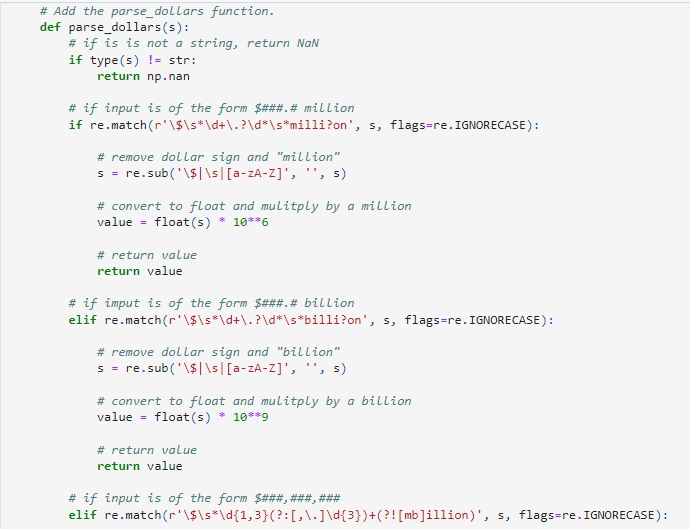 # Add the parse_dollars function.
def parse_dollars(s):
# if is is not a string, return NaN
if type(s) != str:
return np.nan
# if input is of the form $###.# million
if re.match(r'\$\s*\d+\.?\d*\s*milli?on', s, flags=re.IGNORECASE):
# remove dollar sign and "million"
s = re.sub('\$|\s|[a-zA-Z]', '', s)
# convert to float and mulitply by a million
value = float(s) * 10**6
# return value
return value
# if imput is of the form $###.# billion
elif re.match(r'\$\s*\d+\.?\d*\s*billi?on', s, flags=re.IGNORECASE):
# remove dollar sign and "billion"
s = re.sub('\$|\s|[a-zA-Z]', '', s)
# convert to float and mulitply by a billion
value = float(s) * 10**9
# return value
return value
# if input is of the form $###,###,###
elif re.match(r'\$\s*\d{1,3}(?:[,\.]\d{3})+(?![mb]illion)', s, flags=re.IGNORECASE):